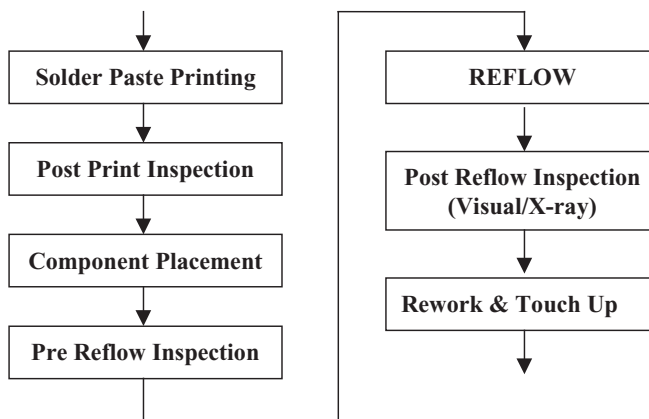 Solder Paste Printing
Post Print Inspection
Component Placement
Pre Reflow Inspection
REFLOW
Post Reflow Inspection
(Visual/X-ray)
Rework & Touch Up